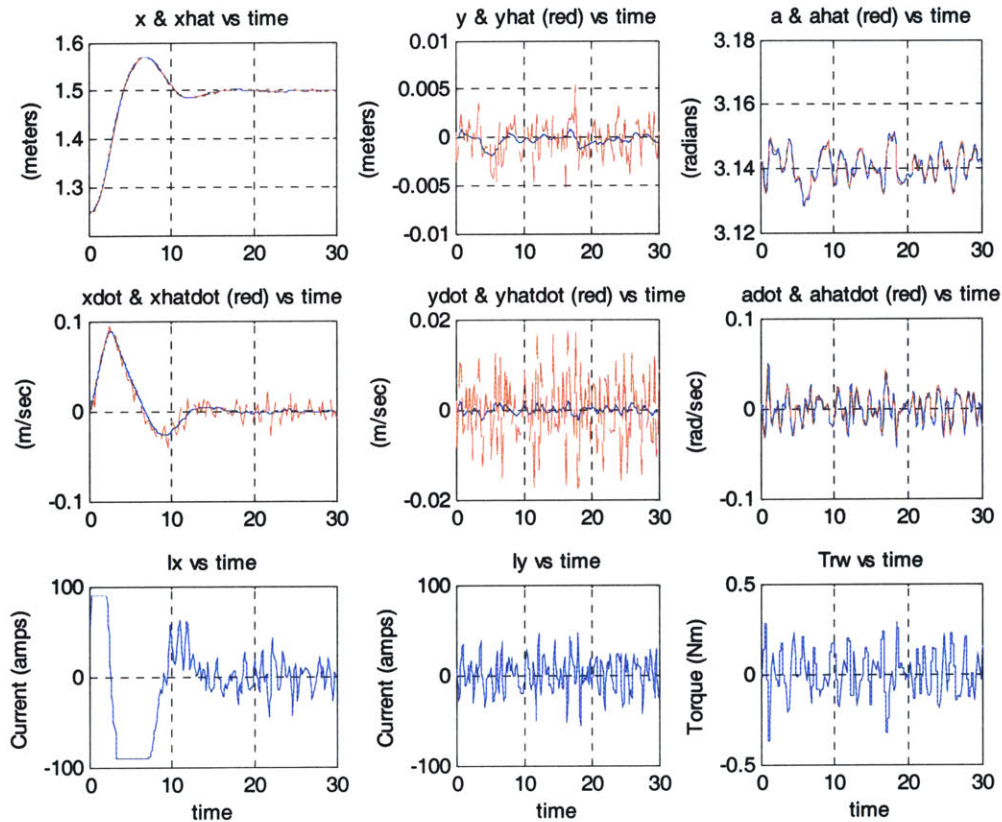 x & xhat vs time
y & yhat (red) vs time
a & ahat (red) vs time
1.6
1.5
1.4
1.3
(meters)
0 10 20 30
0.01
0.005
0
-0.005
-0.01
(meters)
0 10 20 30
3.18
3.16
3.14
3.12
(radians)
0 10 20 30
xdot & xhatdot (red) vs time
ydot & yhatdot (red) vs time
adot & ahatdot (red) vs time
0.1
0
-0.1
(m/sec)
0 10 20 30
0.02
0
-0.02
(m/sec)
0 10 20 30
0.1
0
-0.1
(rad/sec)
0 10 20 30
Ix vs time
Iy vs time
Trw vs time
100
0
-100
Current (amps)
0 10 20 30
time
100
0
-100
Current (amps)
0 10 20 30
time
0.5
0
-0.5
Torque (Nm)
0 10 20 30
time